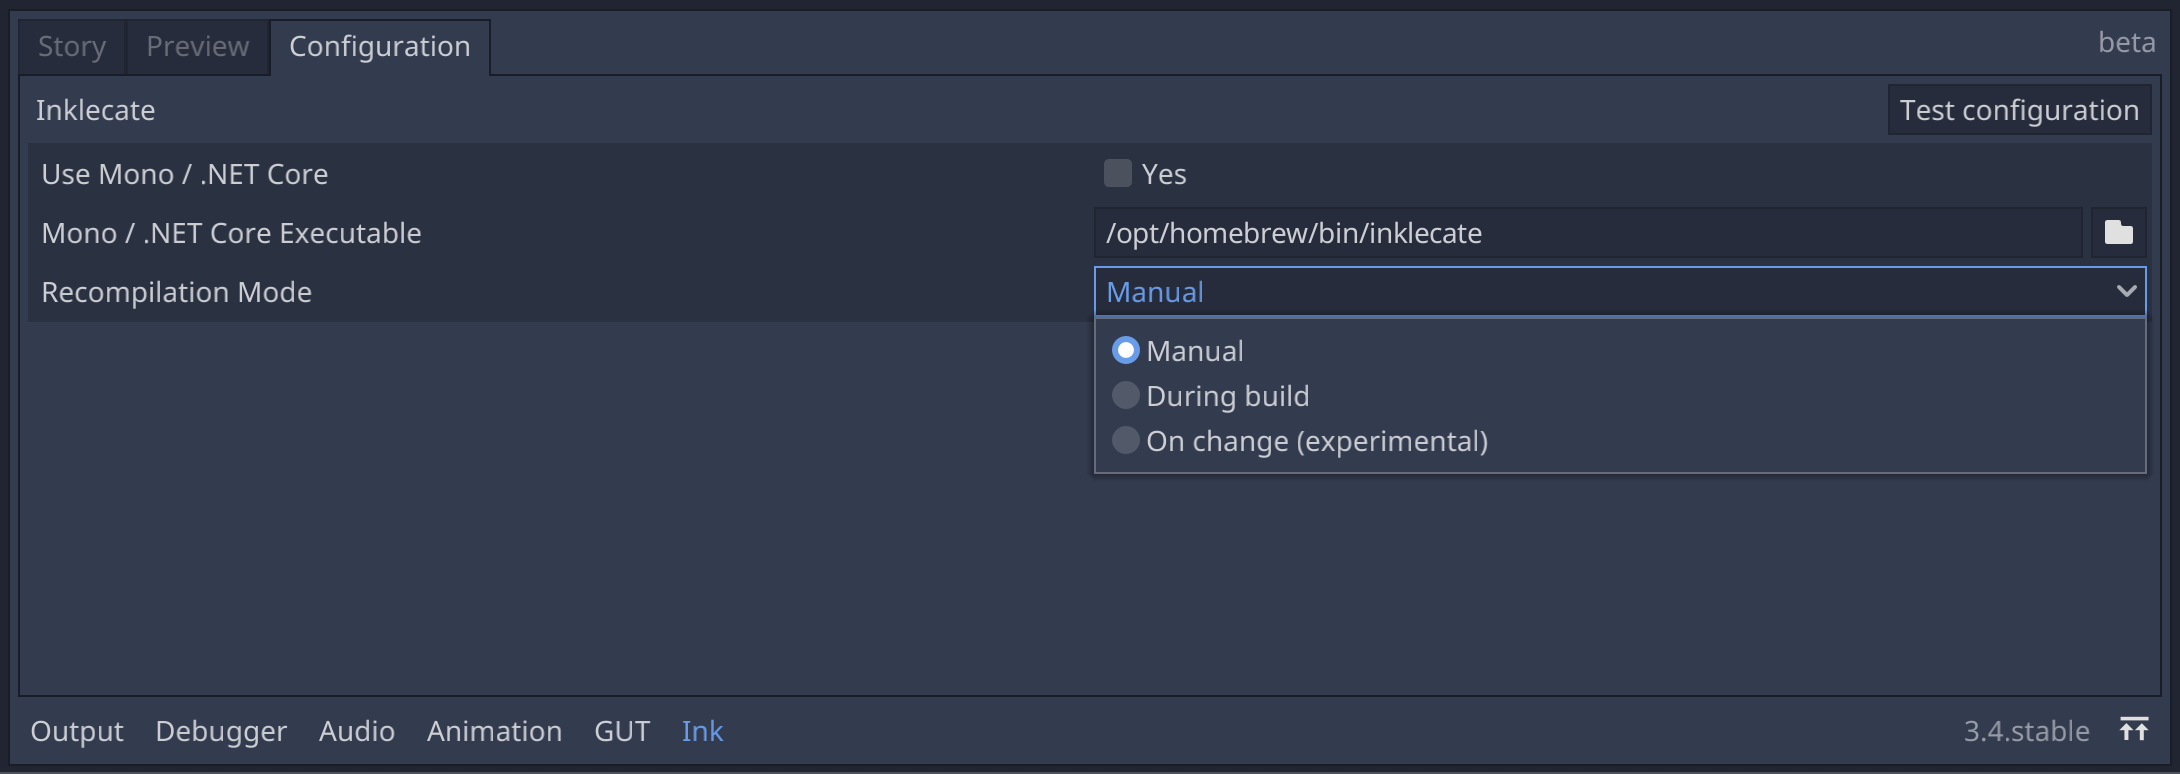 Story Preview Configuration beta
Inklecate Test configuration
Use Mono / .NET Core Yes
Mono / .NET Core Executable /opt/homebrew/bin/inklecate
Recompilation Mode Manual
Manual
During build
On change (experimental)
Output Debugger Audio Animation GUT Ink 3.4.stable